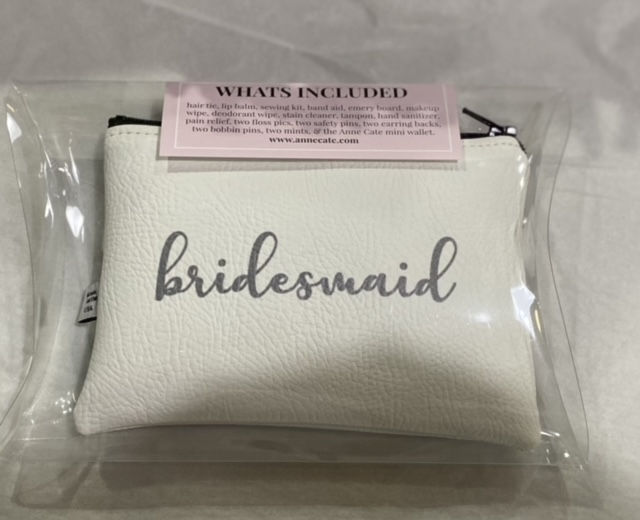 WHATS INCLUDED
hair tie, lip balm, sewing kit, band aid, emery board, makeup
wipe, deodorant wipe, stain cleaner, tampon, hand sanitizer,
pain relief, two floss pics, two safety pins, two earring backs,
two bobbin pins, two mints, & the Anne Cate mini wallet.
www.annecate.com
bridesmaid
USA